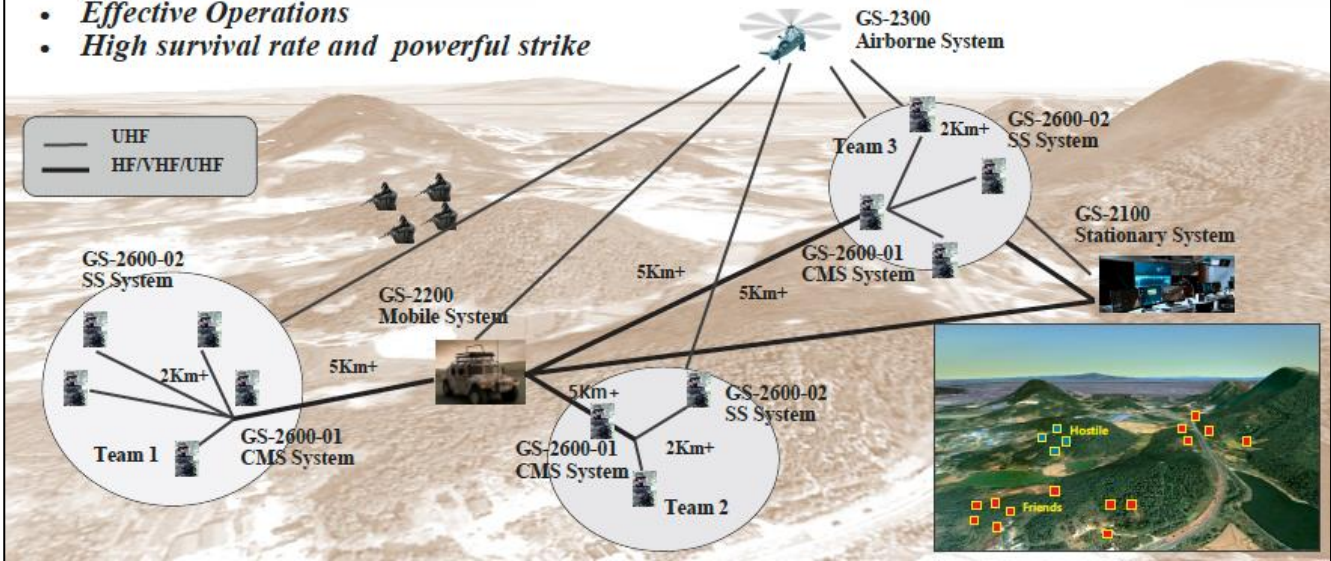 • Effective Operations
• High survival rate and powerful strike
GS-2300
Airborne System
UHF
HF/VHF/UHF
Team 3
2Km+
GS-2600-02
SS System
GS-2600-01
CMS System
GS-2100
Stationary System
5Km+
5Km+
GS-2600-02
SS System
2Km+
Team 1
GS-2600-01
CMS System
5Km+
GS-2200
Mobile System
5Km+
GS-2600-02
SS System
GS-2600-01
CMS System
2Km+
Team 2
Hostile
Friends